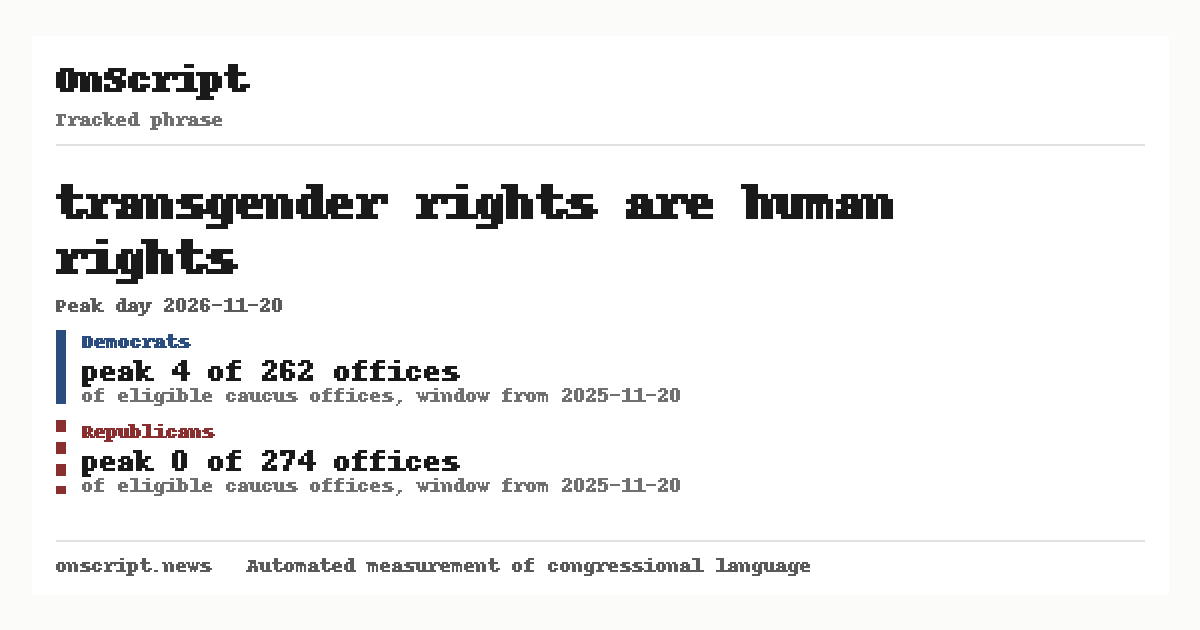 OnScript
Tracked phrase
transgender rights are human
rights
Peak day 2026-11-20
Democrats
peak 4 of 262 offices
of eligible caucus offices, window from 2025-11-20
Republicans
peak 0 of 274 offices
of eligible caucus offices, window from 2025-11-20
onscript.news Automated measurement of congressional language